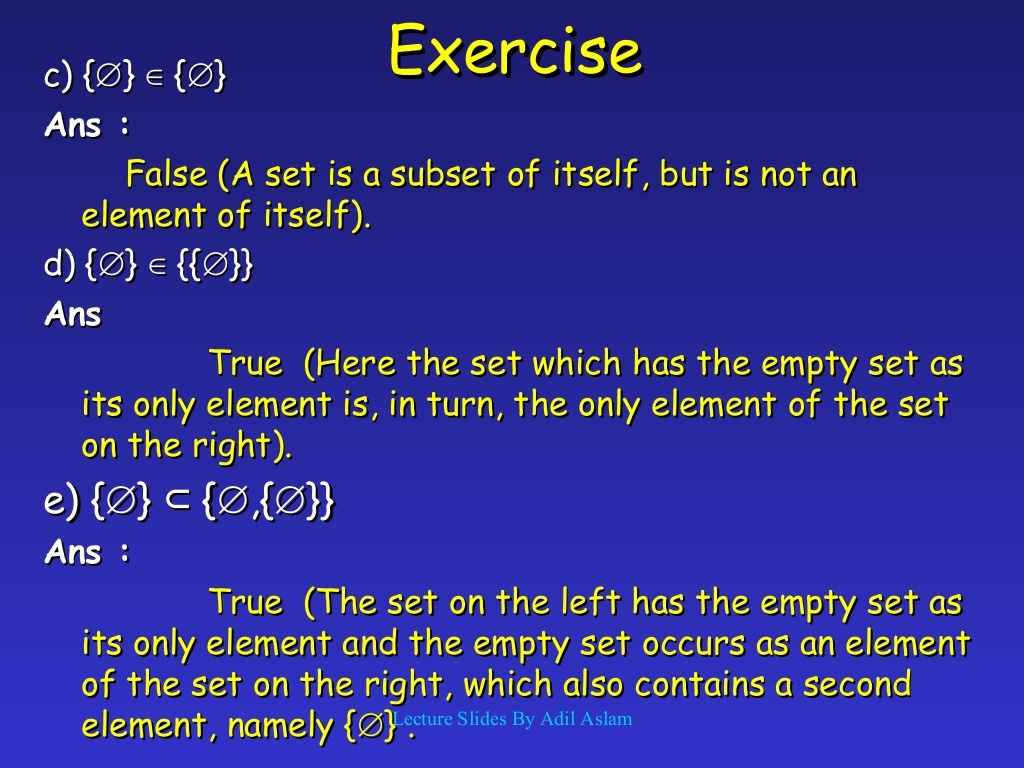 Exercise
c) {∅} ∈ {∅}
Ans :
False (A set is a subset of itself, but is not an
element of itself).
d) {∅} ∈ {{∅}}
Ans
True (Here the set which has the empty set as
its only element is, in turn, the only element of the set
on the right).
e) {∅} ⊂ {∅,{∅}}
Ans :
True (The set on the left has the empty set as
its only element and the empty set occurs as an element
of the set on the right, which also contains a second
element, namely {∅} .
Lecture Slides By Adil Aslam